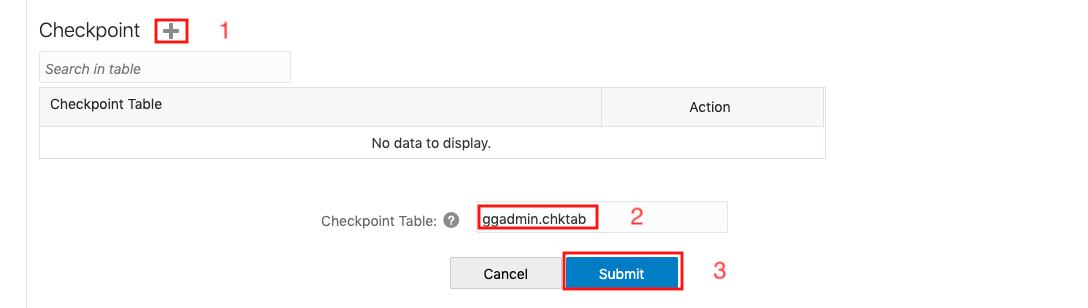 Checkpoint + 1
Search in table
Checkpoint Table Action
No data to display.
Checkpoint Table: ? ggadmin.chktab 2
Cancel Submit 3